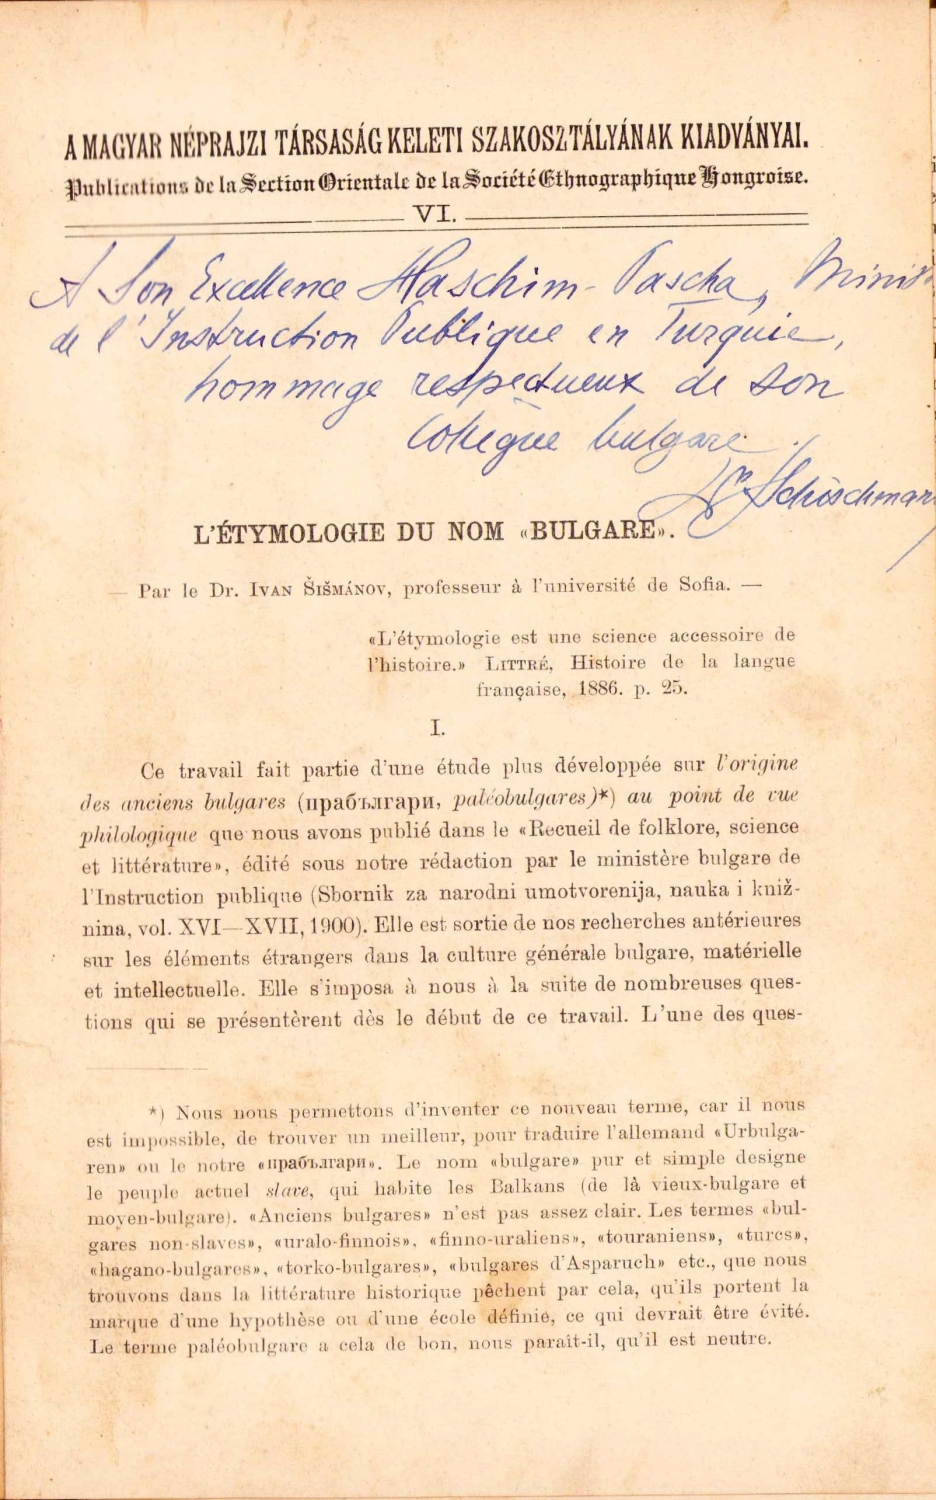 A MAGYAR NÉPRAJZI TÁRSASÁG KELETI SZAKOSZTÁLYÁNAK KIADVÁNYAI.
Publications de la Section Orientale de la Société Ethnographique Hongroise.
VI.
A Son Excellence Haschim-Pascha, Minist
de l'Instruction Publique en Turquie,
hommage respectueux de son
collègue bulgare
Dr Schischman
L'ÉTYMOLOGIE DU NOM «BULGARE».
— Par le Dr. IVAN ŠIŠMÁNOV, professeur à l'université de Sofia. —
«L'étymologie est une science accessoire de
l'histoire.» LITTRÉ, Histoire de la langue
française, 1886. p. 25.
I.
Ce travail fait partie d'une étude plus développée sur l'origine
des anciens bulgares (прабългари, paléobulgares)*) au point de vue
philologique que nous avons publié dans le «Recueil de folklore, science
et littérature», édité sous notre rédaction par le ministère bulgare de
l'Instruction publique (Sbornik za narodni umotvorenija, nauka i kniž-
nina, vol. XVI—XVII, 1900). Elle est sortie de nos recherches antérieures
sur les éléments étrangers dans la culture générale bulgare, matérielle
et intellectuelle. Elle s'imposa à nous à la suite de nombreuses ques-
tions qui se présentèrent dès le début de ce travail. L'une des ques-
*) Nous nous permettons d'inventer ce nouveau terme, car il nous
est impossible, de trouver un meilleur, pour traduire l'allemand «Urbulga-
ren» ou le notre «прабългари». Le nom «bulgare» pur et simple designe
le peuple actuel slave, qui habite les Balkans (de là vieux-bulgare et
moyen-bulgare). «Anciens bulgares» n'est pas assez clair. Les termes «bul-
gares non-slaves», «uralo-finnois», «finno-uraliens», «touraniens», «turcs»,
«hagano-bulgares», «torko-bulgares», «bulgares d'Asparuch» etc., que nous
trouvons dans la littérature historique pêchent par cela, qu'ils portent la
marque d'une hypothèse ou d'une école définie, ce qui devrait être évité.
Le terme paléobulgare a cela de bon, nous paraît-il, qu'il est neutre.